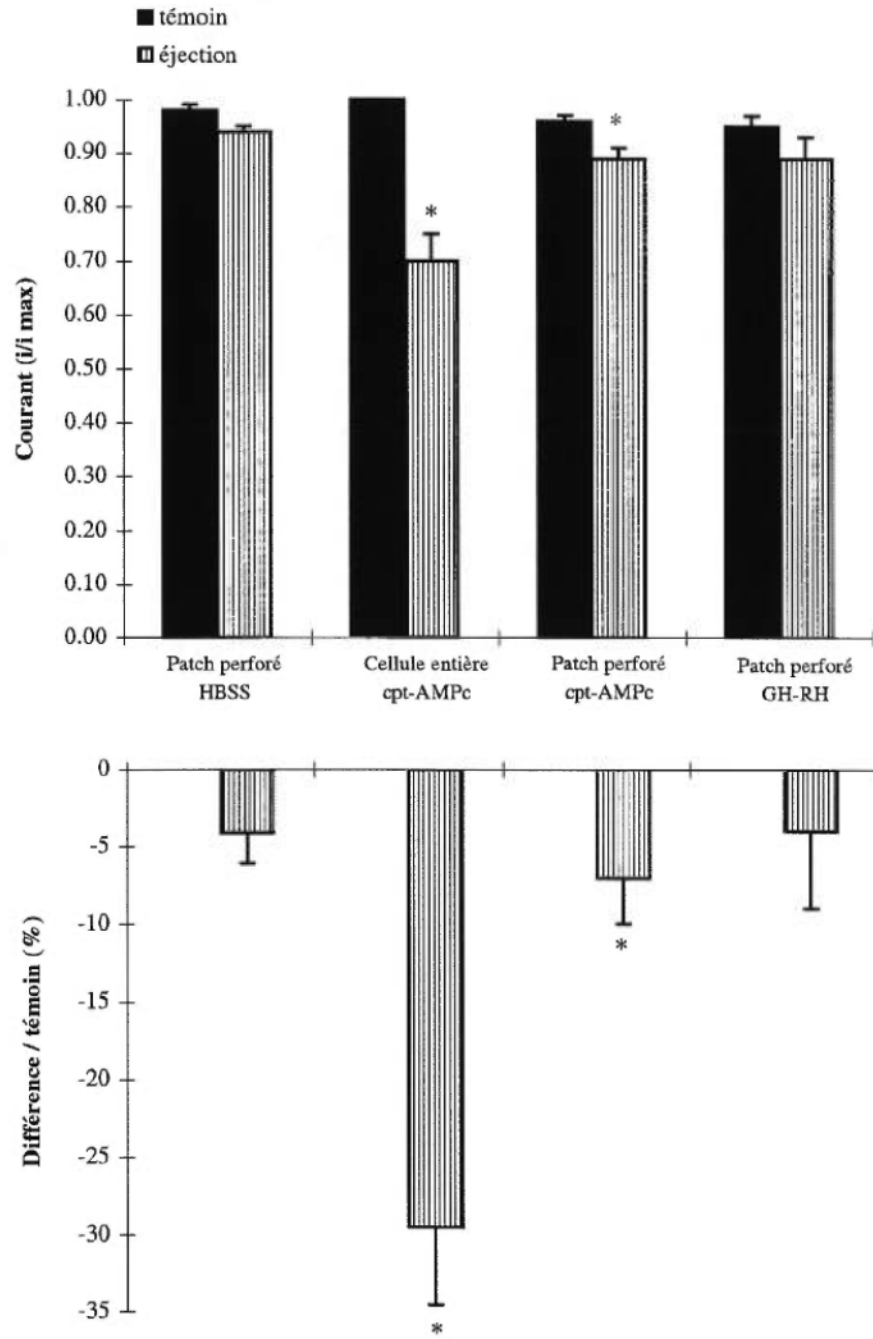 témoin
éjection
Courant (i/i max)
1.00
0.90
0.80
0.70
0.60
0.50
0.40
0.30
0.20
0.10
0.00
*
*
Patch perforé
HBSS
Cellule entière
cpt-AMPc
Patch perforé
cpt-AMPc
Patch perforé
GH-RH
Différence / témoin (%)
0
-5
-10
-15
-20
-25
-30
-35
*
*